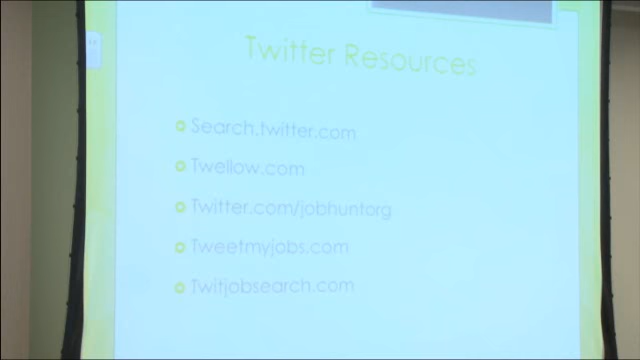 Twitter Resources
Search.twitter.com
Twellow.com
Twitter.com/jobhuntorg
Tweetmyjobs.com
Twitjobsearch.com